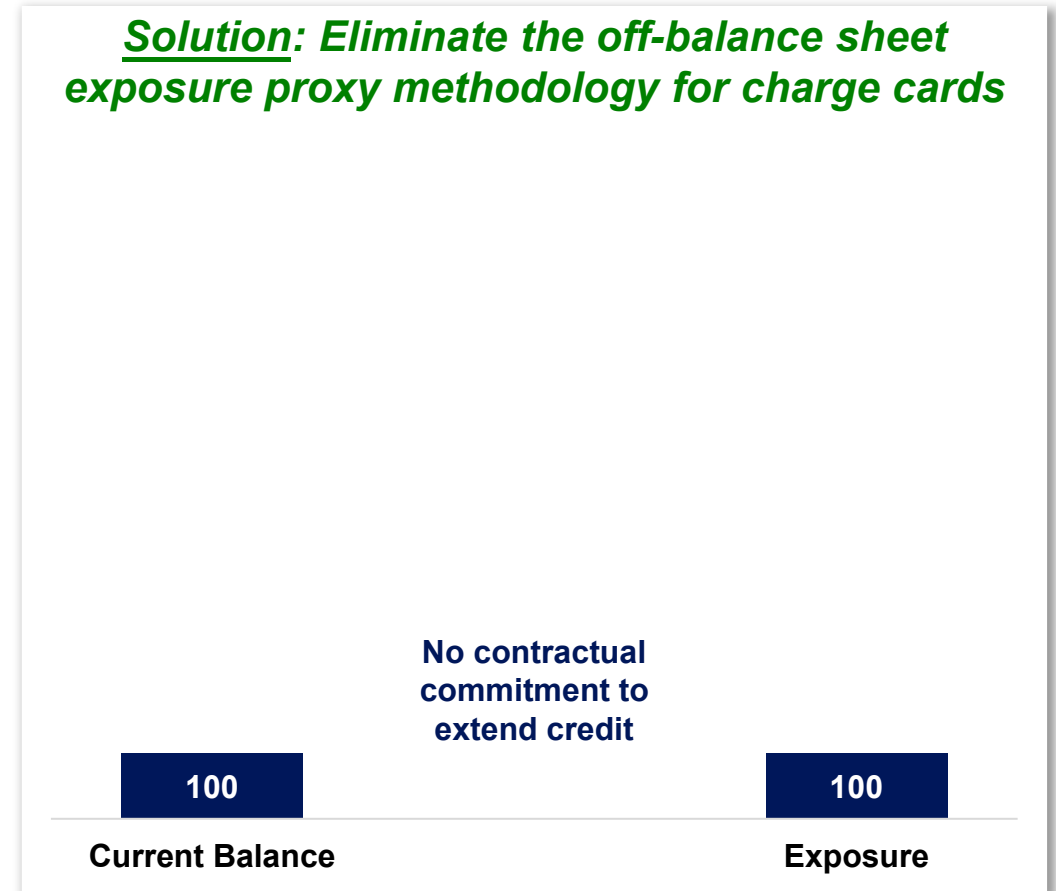 Solution: Eliminate the off-balance sheet
exposure proxy methodology for charge cards
No contractual
commitment to
extend credit
100
100
Current Balance
Exposure